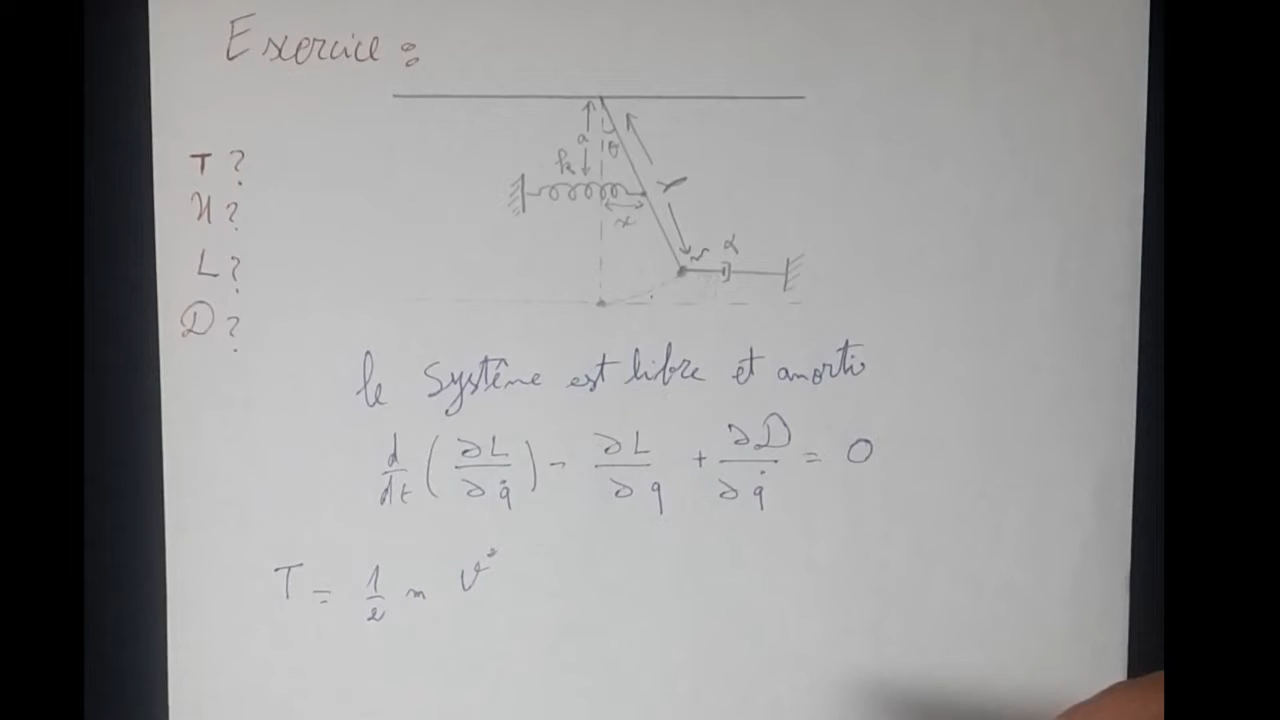 Exercice :
T ?
U ?
L ?
D ?
a
θ
k
x
m
α
le Système est libre et amorti
d/dt (∂L/∂q̇) - ∂L/∂q + ∂D/∂q̇ = 0
T = 1/2 m v²